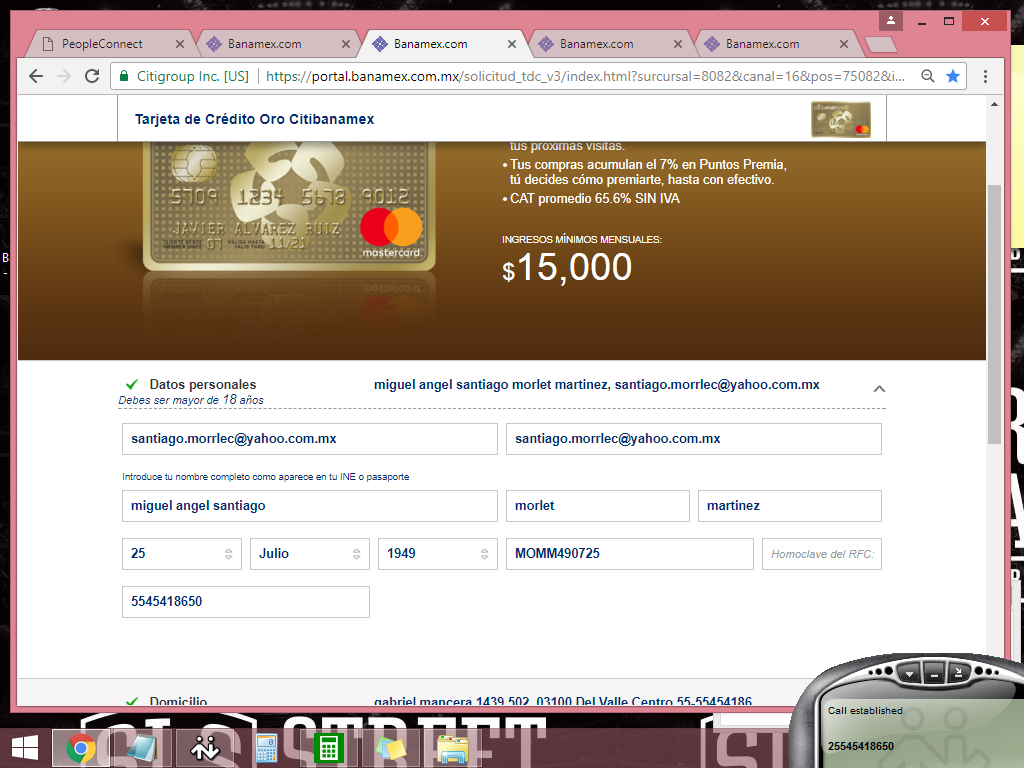 PeopleConnect
Banamex.com
Banamex.com
Banamex.com
Banamex.com
Citigroup Inc. [US]
https://portal.banamex.com.mx/solicitud_tdc_v3/index.html?sursursal=8082&canal=16&pos=75082&i...
Tarjeta de Crédito Oro Citibanamex
tus próximas visitas.
• Tus compras acumulan el 7% en Puntos Premia,
tú decides cómo premiarte, hasta con efectivo.
• CAT promedio 65.6% SIN IVA
5709 1234 5678 9012
JAVIER ALVAREZ RUIZ
07 11/21
mastercard.
INGRESOS MÍNIMOS MENSUALES:
$15,000
Datos personales
miguel angel santiago morlet martinez, santiago.morrlec@yahoo.com.mx
Debes ser mayor de 18 años
santiago.morrlec@yahoo.com.mx
santiago.morrlec@yahoo.com.mx
Introduce tu nombre completo como aparece en tu INE o pasaporte
miguel angel santiago
morlet
martinez
25
Julio
1949
MOMM490725
Homoclave del RFC:
5545418650
Domicilio
gabriel mancera 1439 502, 03100 Del Valle Centro 55-55454186
Call established
25545418650
STREET